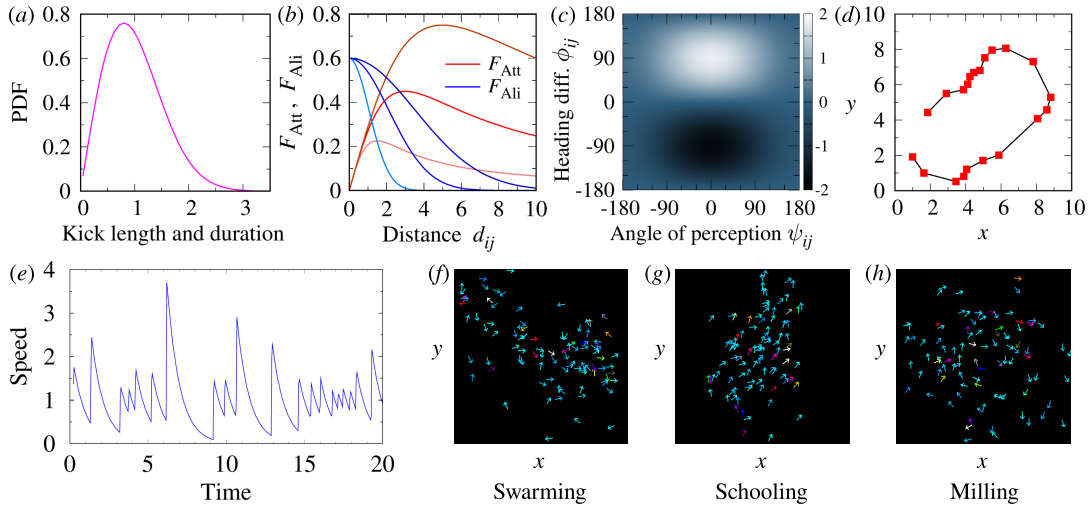 (a)
PDF
0.8
0.6
0.4
0.2
0
0 1 2 3
Kick length and duration
(b)
F_Att , F_Ali
0.8
0.6
0.4
0.2
0
F_Att
F_Ali
0 2 4 6 8 10
Distance d_ij
(c)
Heading diff. ϕ_ij
180
90
0
-90
-180
-180 -90 0 90 180
Angle of perception ψ_ij
2
1
0
-1
-2
(d)
y
10
8
6
4
2
0
0 2 4 6 8 10
x
(e)
Speed
4
3
2
1
0
0 5 10 15 20
Time
(f)
y
x
Swarming
(g)
y
x
Schooling
(h)
y
x
Milling